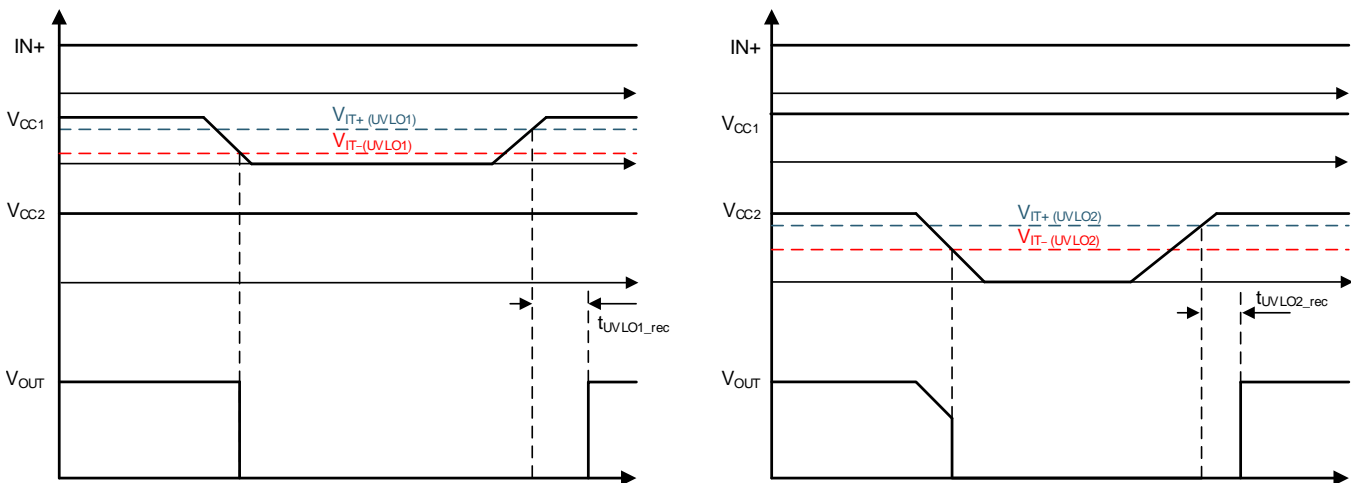 IN+
VCC1
VIT+ (UVLO1)
VIT−(UVLO1)
VCC2
tUVLO1_rec
VOUT
IN+
VCC1
VCC2
VIT+ (UVLO2)
VIT− (UVLO2)
tUVLO2_rec
VOUT